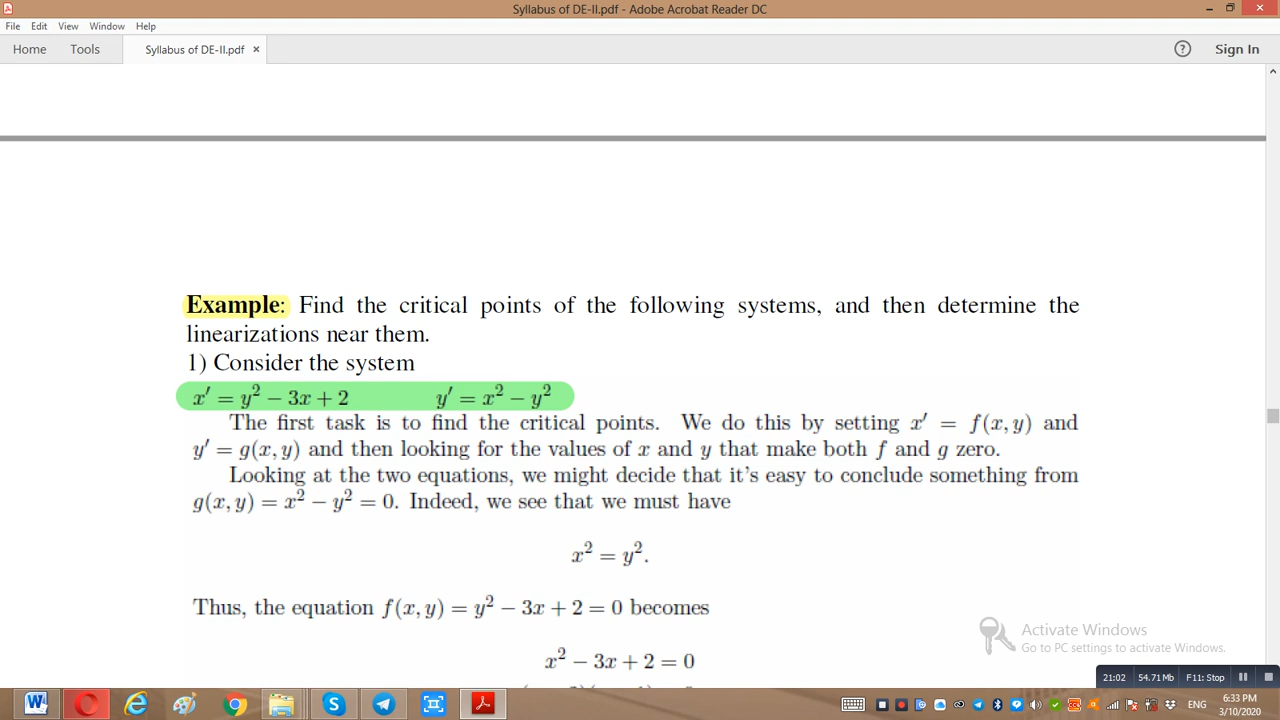 Syllabus of DE-II.pdf - Adobe Acrobat Reader DC
File Edit View Window Help
Home Tools Syllabus of DE-II.pdf × ? Sign In
Example: Find the critical points of the following systems, and then determine the
linearizations near them.
1) Consider the system
x′ = y² − 3x + 2 y′ = x² − y²
The first task is to find the critical points. We do this by setting x′ = f(x, y) and
y′ = g(x, y) and then looking for the values of x and y that make both f and g zero.
Looking at the two equations, we might decide that it's easy to conclude something from
g(x, y) = x² − y² = 0. Indeed, we see that we must have
x² = y².
Thus, the equation f(x, y) = y² − 3x + 2 = 0 becomes
x² − 3x + 2 = 0
Activate Windows
Go to PC settings to activate Windows.
21:02 54.71 Mb F11: Stop
ENG 6:33 PM
3/10/2020